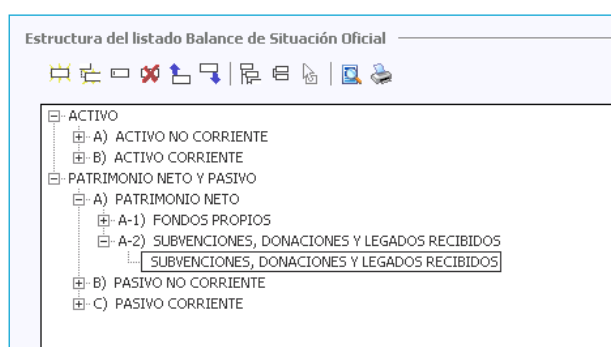 Estructura del listado Balance de Situación Oficial
ACTIVO
A) ACTIVO NO CORRIENTE
B) ACTIVO CORRIENTE
PATRIMONIO NETO Y PASIVO
A) PATRIMONIO NETO
A-1) FONDOS PROPIOS
A-2) SUBVENCIONES, DONACIONES Y LEGADOS RECIBIDOS
SUBVENCIONES, DONACIONES Y LEGADOS RECIBIDOS
B) PASIVO NO CORRIENTE
C) PASIVO CORRIENTE